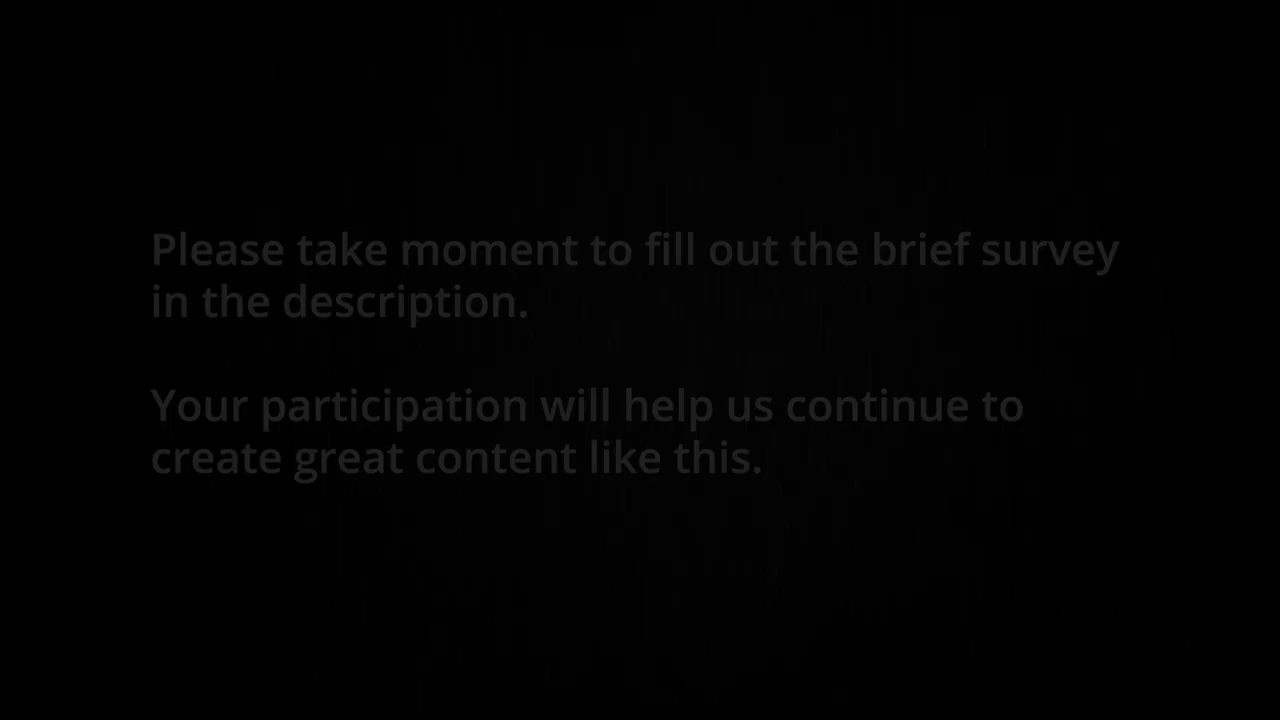 Please take moment to fill out the brief survey
in the description.
Your participation will help us continue to
create great content like this.